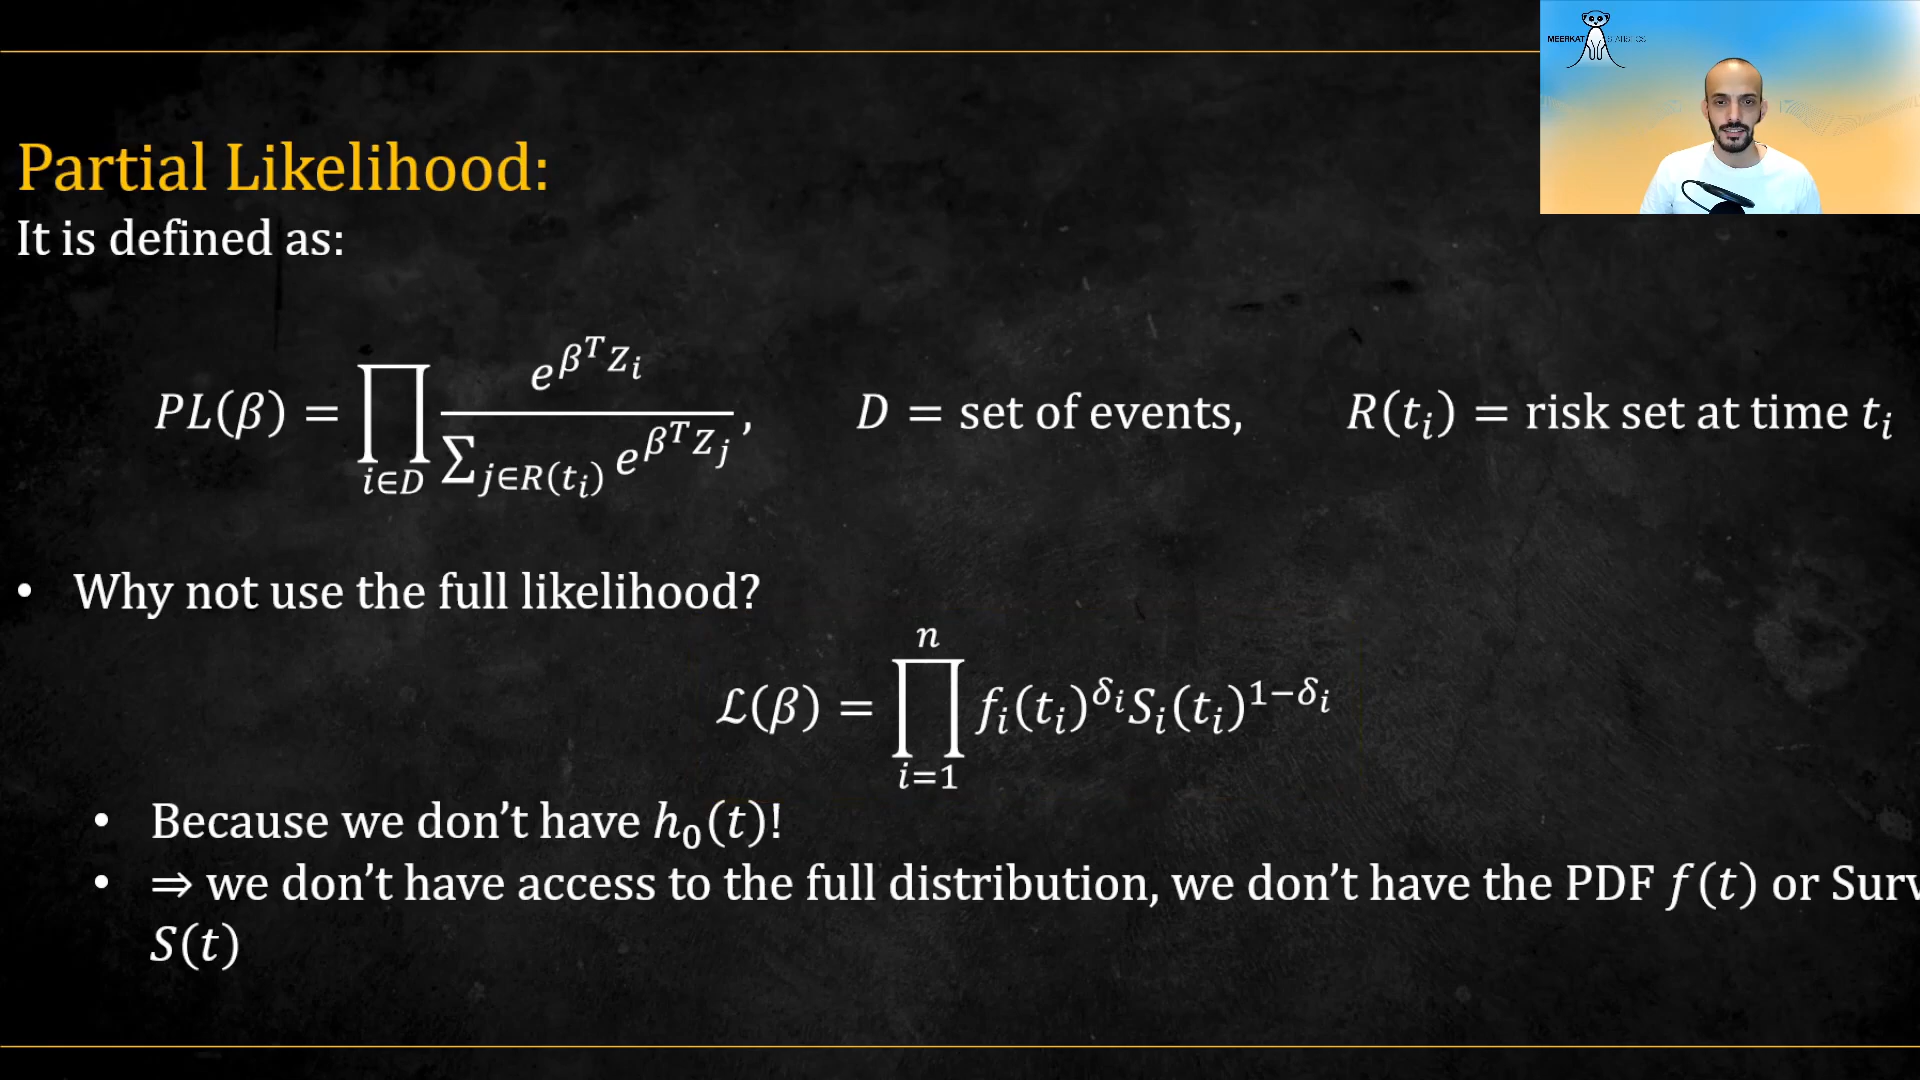 MEERKAT STATISTICS
Partial Likelihood:
It is defined as:
PL(β) = ∏_{i∈D} e^{β^T Z_i} / ∑_{j∈R(t_i)} e^{β^T Z_j}, D = set of events, R(t_i) = risk set at time t_i
• Why not use the full likelihood?
ℒ(β) = ∏_{i=1}^{n} f_i(t_i)^{δ_i} S_i(t_i)^{1−δ_i}
• Because we don’t have h_0(t)!
• ⇒ we don’t have access to the full distribution, we don’t have the PDF f(t) or Surv
S(t)